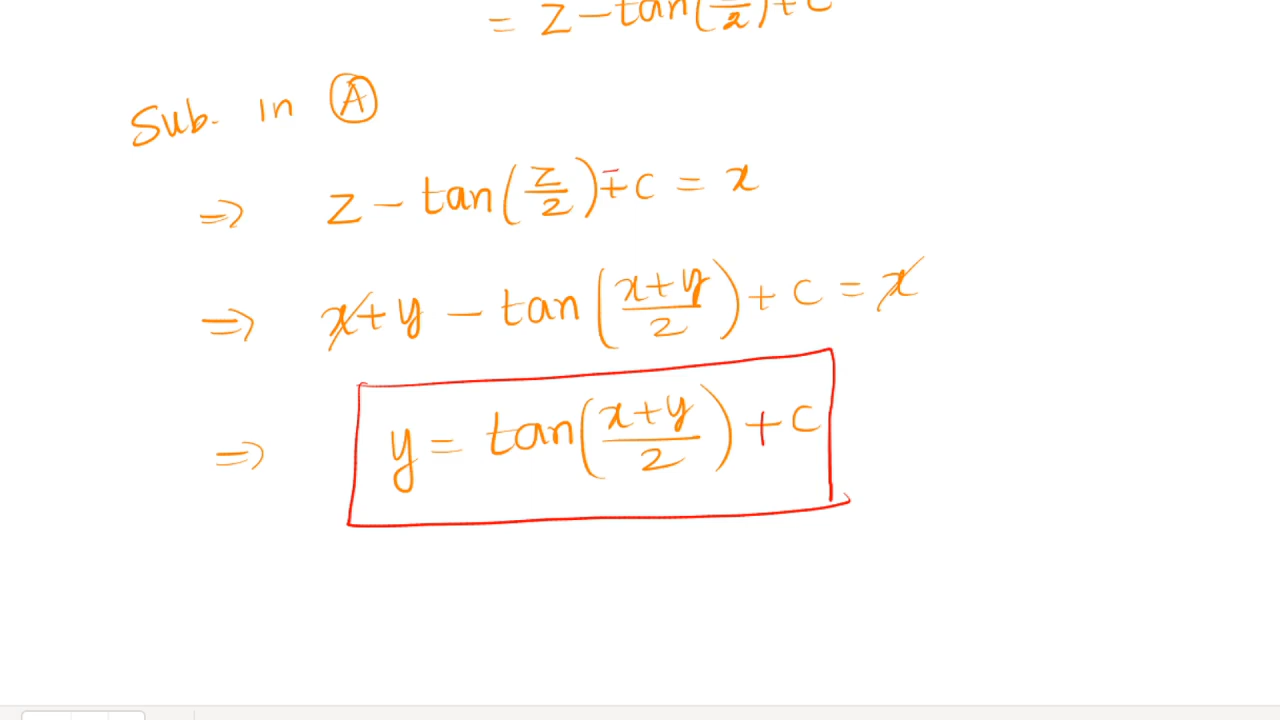 = z - tan(z/2) + c
Sub. in Ⓐ
⇒ z - tan(z/2) ∓ c = x
⇒ x + y - tan((x+y)/2) + c = x
⇒ y = tan((x+y)/2) + c